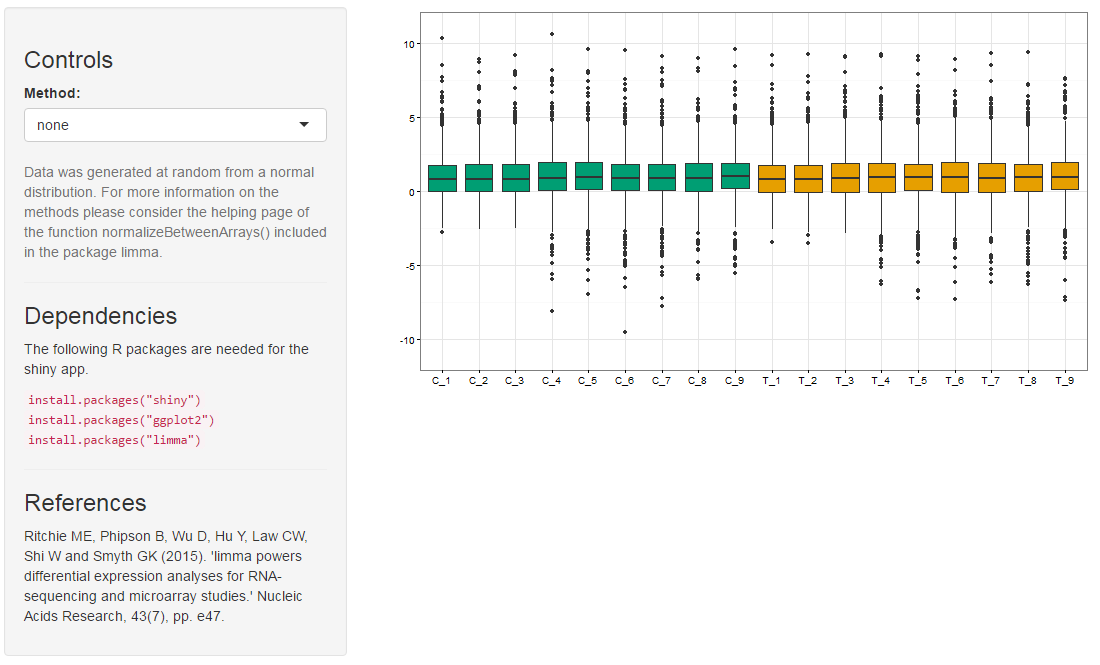 Controls
Method:
none
Data was generated at random from a normal
distribution. For more information on the
methods please consider the helping page of
the function normalizeBetweenArrays() included
in the package limma.
Dependencies
The following R packages are needed for the
shiny app.
install.packages("shiny")
install.packages("ggplot2")
install.packages("limma")
References
Ritchie ME, Phipson B, Wu D, Hu Y, Law CW,
Shi W and Smyth GK (2015). 'limma powers
differential expression analyses for RNA-
sequencing and microarray studies.' Nucleic
Acids Research, 43(7), pp. e47.
10
5
0
-5
-10
C_1 C_2 C_3 C_4 C_5 C_6 C_7 C_8 C_9 T_1 T_2 T_3 T_4 T_5 T_6 T_7 T_8 T_9